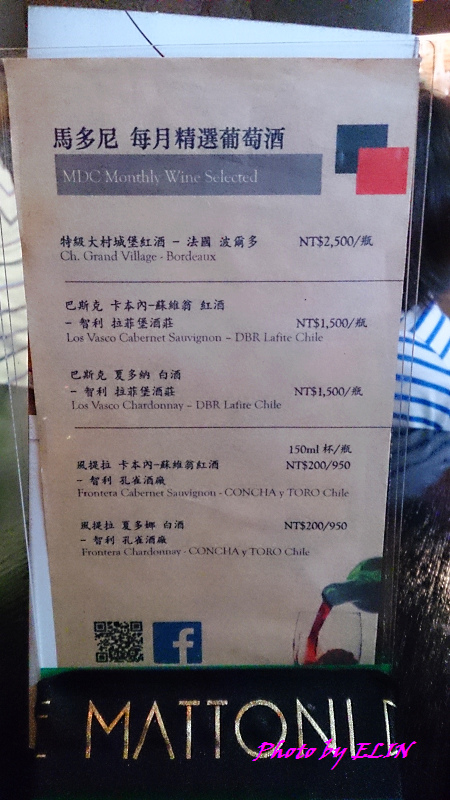 馬多尼 每月精選葡萄酒
MDC Monthly Wine Selected
特級大村城堡紅酒 - 法國 波爾多 NT$2,500/瓶
Ch. Grand Village - Bordeaux
巴斯克 卡本內-蘇維翁 紅酒
- 智利 拉菲堡酒莊 NT$1,500/瓶
Los Vasco Cabernet Sauvignon – DBR Lafite Chile
巴斯克 夏多納 白酒
- 智利 拉菲堡酒莊 NT$1,500/瓶
Los Vasco Chardonnay – DBR Lafite Chile
150ml 杯/瓶
風提拉 卡本內-蘇維翁紅酒 NT$200/950
- 智利 孔雀酒廠
Frontera Cabernet Sauvignon - CONCHA y TORO Chile
風提拉 夏多娜 白酒 NT$200/950
- 智利 孔雀酒廠
Frontera Chardonnay - CONCHA y TORO Chile
f
E MATTONI D
Photo by ELIN